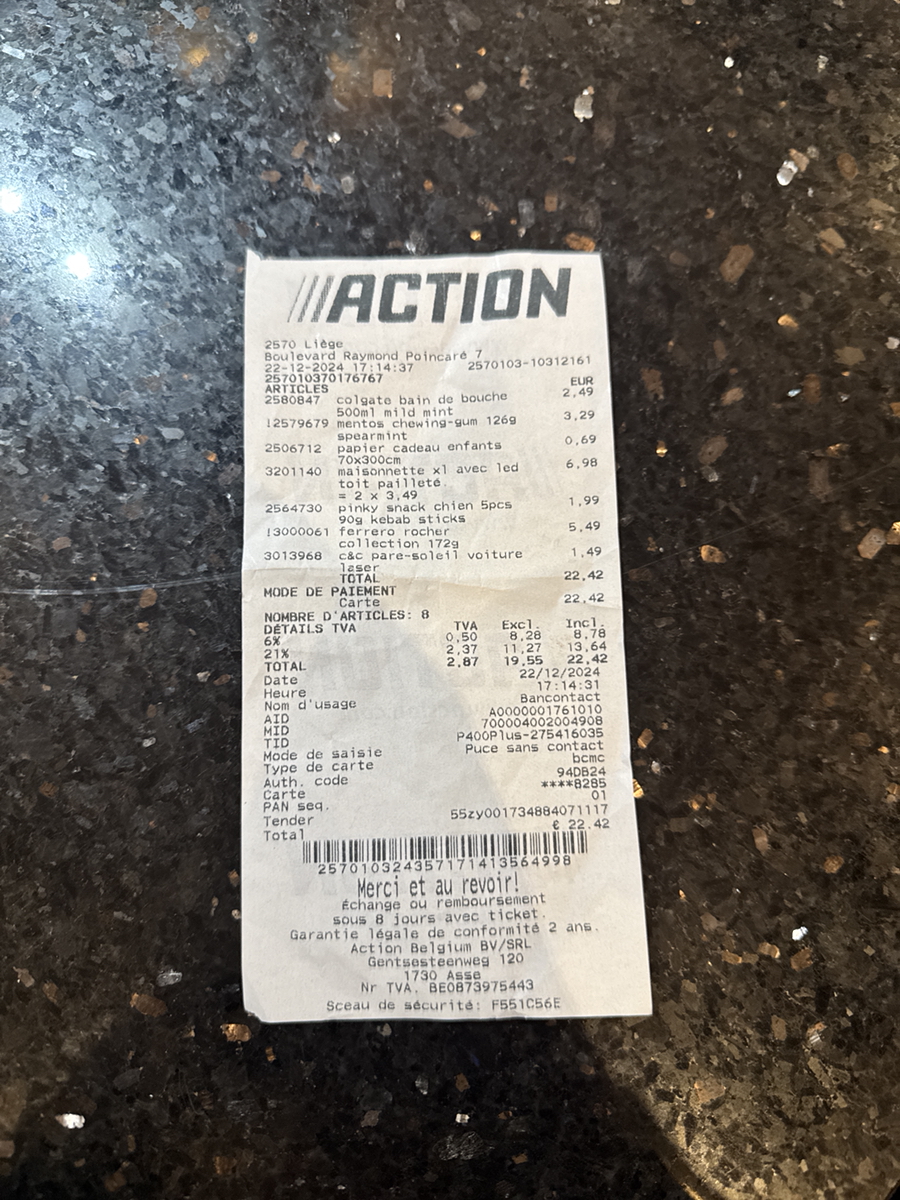 ///ACTION
2570 Liège
Boulevard Raymond Poincaré 7
22-12-2024 17:14:37 2570103-10312161
257010370176767
ARTICLES EUR
2580847 colgate bain de bouche 2,49
500ml mild mint
12579679 mentos chewing-gum 126g 3,29
spearmint
2506712 papier cadeau enfants 0,69
70x300cm
3201140 maisonnette xl avec led 6,98
toit pailleté.
= 2 x 3,49
2564730 pinky snack chien 5pcs 1,99
90g kebab sticks
13000061 ferrero rocher 5,49
collection 172g
3013968 c&c pare-soleil voiture 1,49
laser
TOTAL 22,42
MODE DE PAIEMENT
Carte 22,42
NOMBRE D'ARTICLES: 8
DÉTAILS TVA TVA Excl. Incl.
6% 0,50 8,28 8,78
21% 2,37 11,27 13,64
TOTAL 2,87 19,55 22,42
Date 22/12/2024
Heure 17:14:31
Nom d'usage Bancontact
AID A0000001761010
MID 700004002004908
TID P400Plus-275416035
Mode de saisie Puce sans contact
Type de carte bcmc
Auth. code 94DB24
Carte ****8285
PAN seq. 01
Tender 55zy001734884071117
Total € 22.42
257010324357171413564998
Merci et au revoir!
Échange ou remboursement
sous 8 jours avec ticket.
Garantie légale de conformité 2 ans.
Action Belgium BV/SRL
Gentsesteenweg 120
1730 Asse
Nr TVA. BE0873975443
Sceau de sécurité: F551C56E